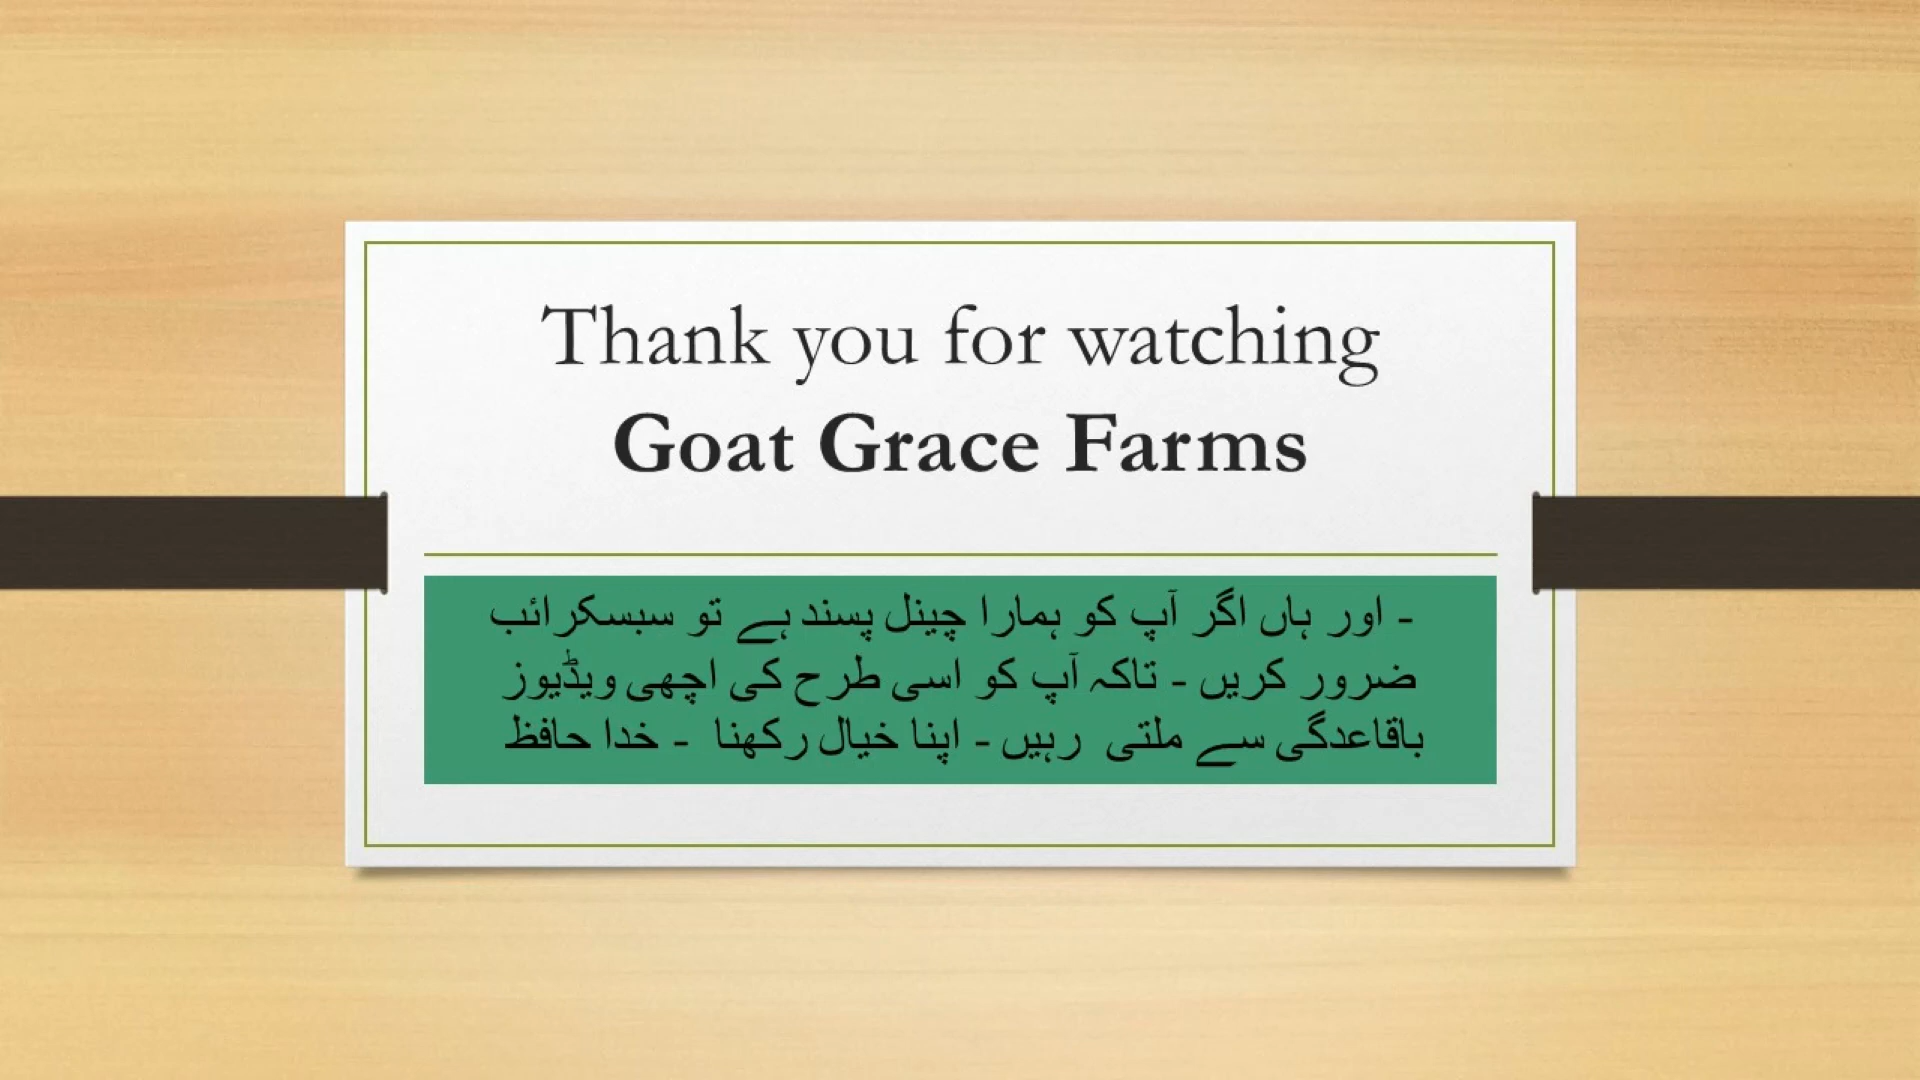 Thank you for watching
Goat Grace Farms
- اور ہاں اگر آپ کو ہمارا چینل پسند ہے تو سبسکرائب
ضرور کریں - تاکہ آپ کو اسی طرح کی اچھی ویڈیوز
باقاعدگی سے ملتی رہیں - اپنا خیال رکھنا - خدا حافظ